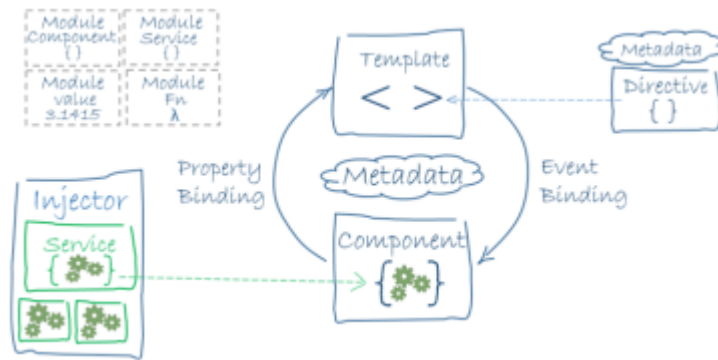 Module
Component
{ }
Module
Service
{ }
Module
value
3.1415
Module
Fn
λ
Template
< >
Metadata
Directive
{ }
Property
Binding
Metadata
Event
Binding
Injector
Service
{ }
Component
{ }